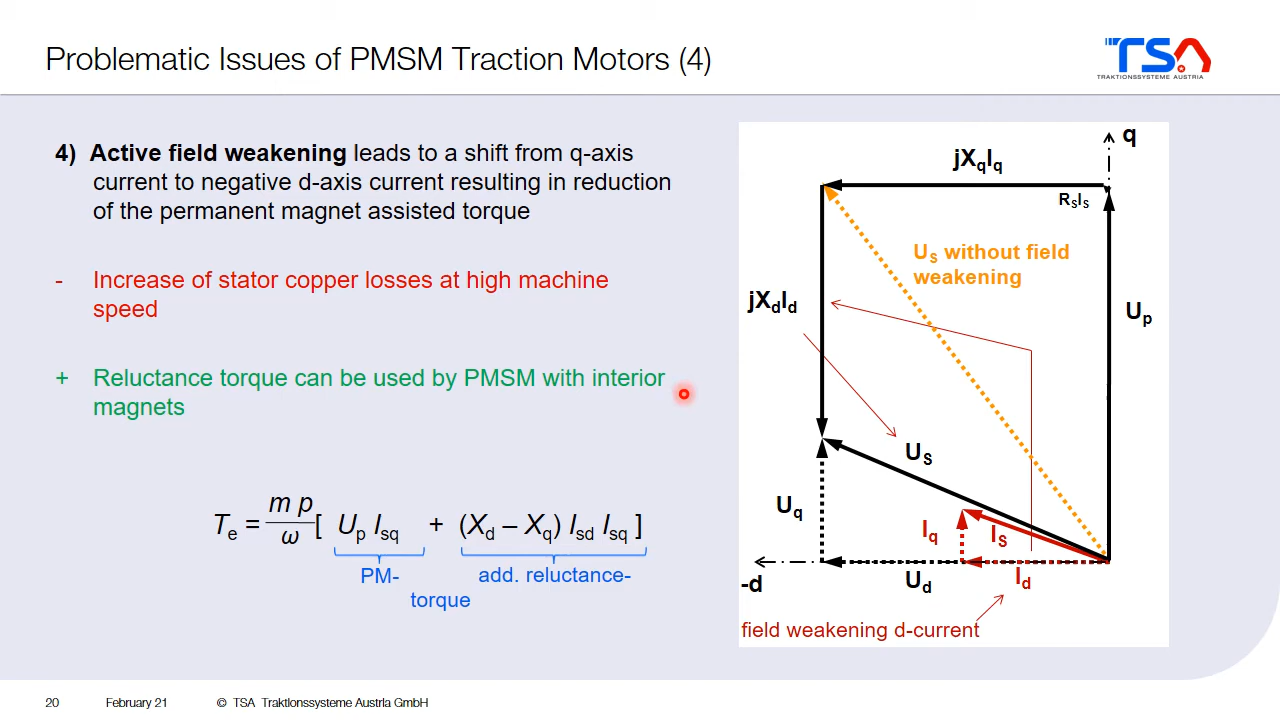 Problematic Issues of PMSM Traction Motors (4)
TSA
TRAKTIONSSYSTEME AUSTRIA
4) Active field weakening leads to a shift from q-axis
current to negative d-axis current resulting in reduction
of the permanent magnet assisted torque
- Increase of stator copper losses at high machine
speed
+ Reluctance torque can be used by PMSM with interior
magnets
Te = m p / ω [ Up Isq + (Xd – Xq) Isd Isq ]
PM- add. reluctance-
torque
q
jXqIq
RSIS
US without field
weakening
jXdId
Up
US
Uq
Iq
IS
-d
Ud
Id
field weakening d-current
20 February 21 © TSA Traktionssysteme Austria GmbH